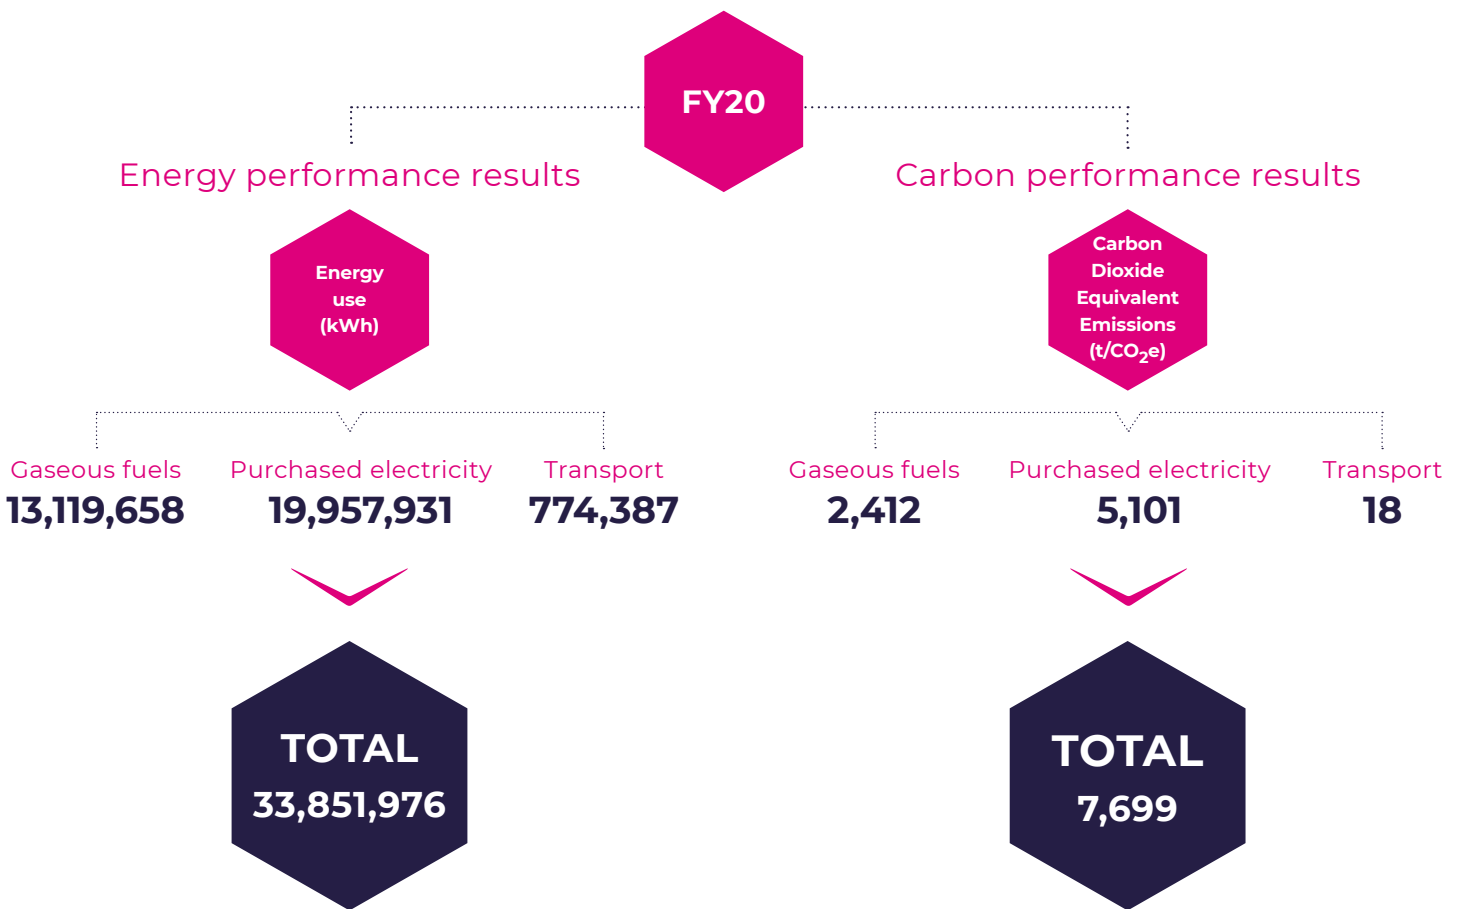 FY20
Energy performance results
Carbon performance results
Energy
use
(kWh)
Carbon
Dioxide
Equivalent
Emissions
(t/CO₂e)
Gaseous fuels
13,119,658
Purchased electricity
19,957,931
Transport
774,387
Gaseous fuels
2,412
Purchased electricity
5,101
Transport
18
TOTAL
33,851,976
TOTAL
7,699